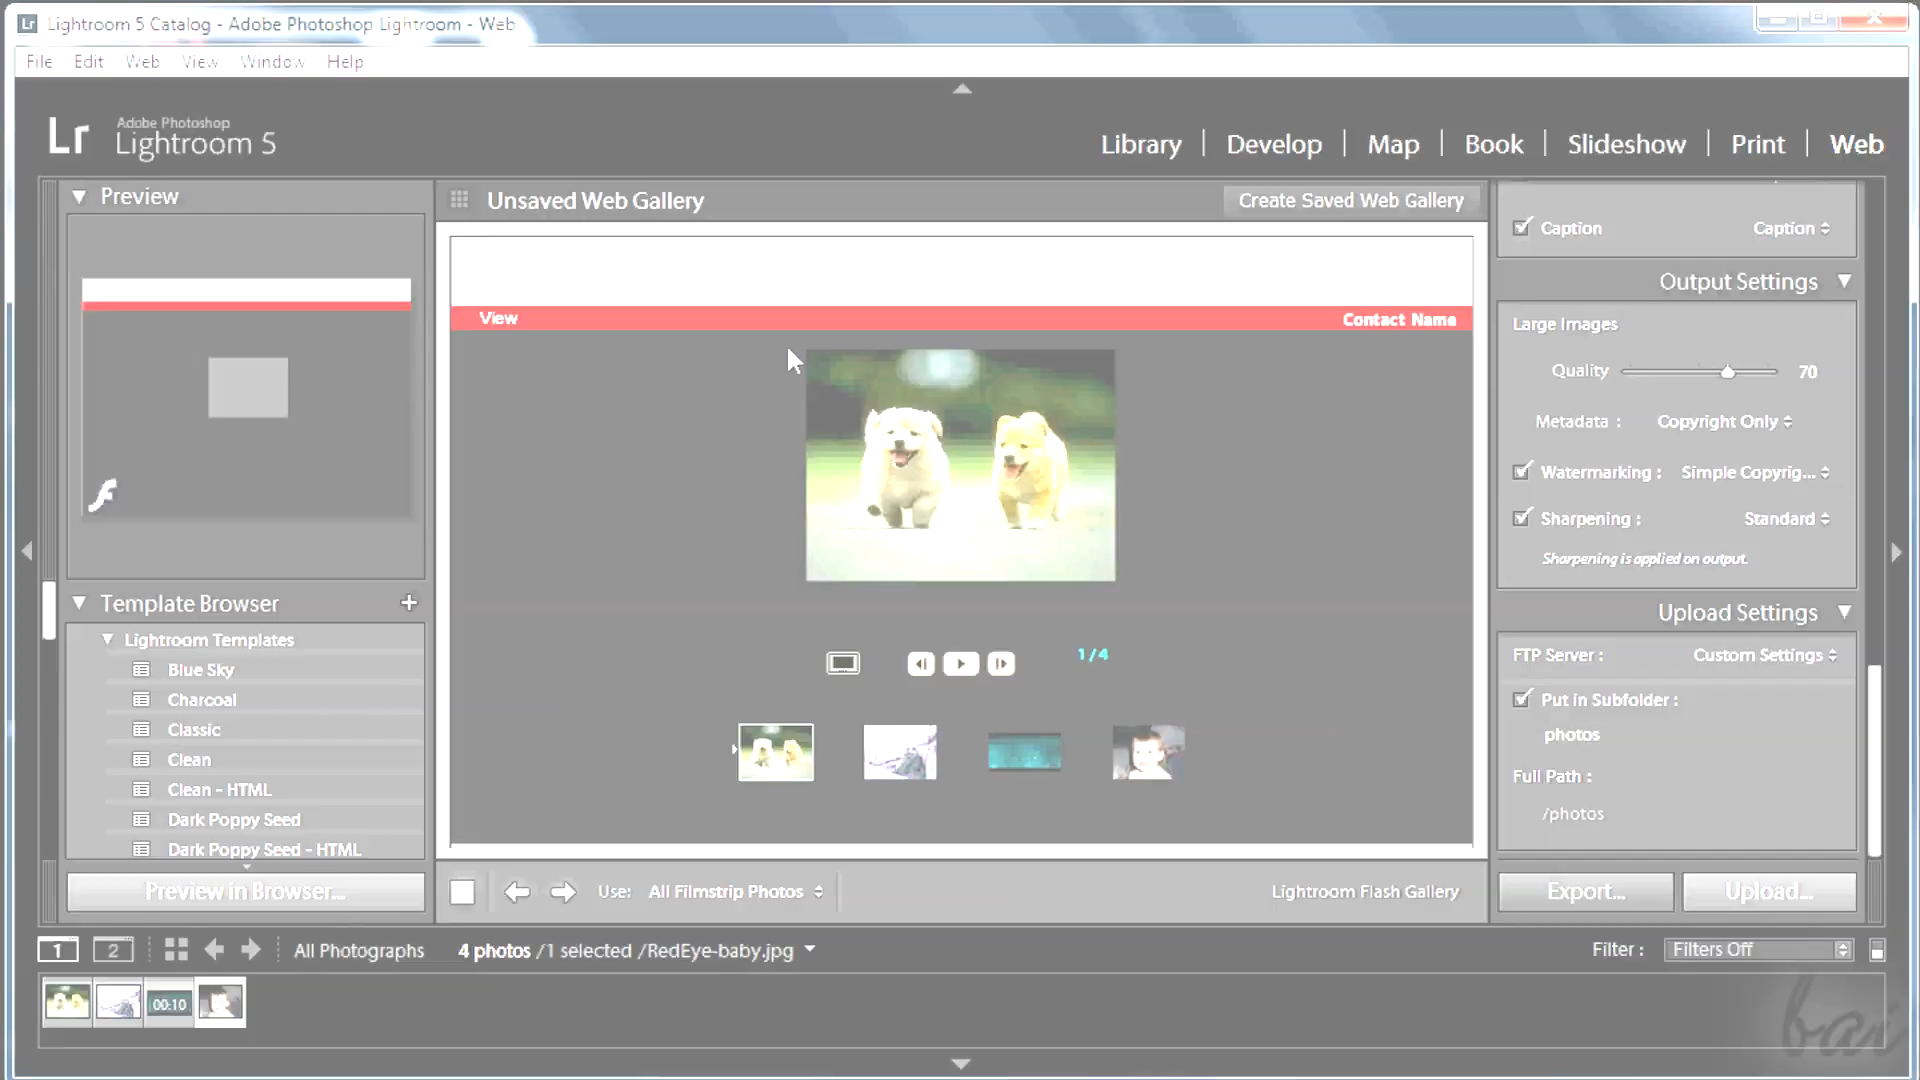 Lr Lightroom 5 Catalog - Adobe Photoshop Lightroom - Web
File Edit Web View Window Help
Lr Adobe Photoshop
Lightroom 5
Library | Develop | Map | Book | Slideshow | Print | Web
Preview
Unsaved Web Gallery
Create Saved Web Gallery
View
Contact Name
1/4
Template Browser +
Lightroom Templates
Blue Sky
Charcoal
Classic
Clean
Clean - HTML
Dark Poppy Seed
Dark Poppy Seed - HTML
Preview in Browser...
Use: All Filmstrip Photos
Lightroom Flash Gallery
Caption Caption
Output Settings
Large Images
Quality 70
Metadata : Copyright Only
Watermarking : Simple Copyrig...
Sharpening : Standard
Sharpening is applied on output.
Upload Settings
FTP Server : Custom Settings
Put in Subfolder :
photos
Full Path :
/photos
Export... Upload...
1 2 All Photographs 4 photos /1 selected /RedEye-baby.jpg
Filter : Filters Off
00:10
bai